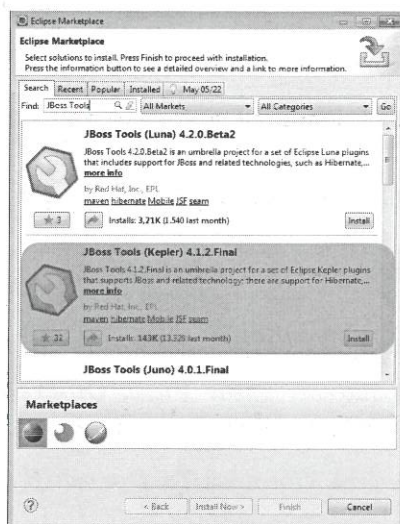 Eclipse Marketplace
Eclipse Marketplace
Select solutions to install. Press Finish to proceed with installation.
Press the information button to see a detailed overview and a link to more information.
Search Recent Popular Installed May 05/22
Find: JBoss Tools All Markets All Categories Go
JBoss Tools (Luna) 4.2.0.Beta2
JBoss Tools 4.2.0.Beta2 is an umbrella project for a set of Eclipse Luna plugins
that includes support for JBoss and related technologies, such as Hibernate,...
more info
by Red Hat, Inc., EPL
maven hibernate Mobile JSF seam
3 Installs: 3,21K (1.540 last month) Install
JBoss Tools (Kepler) 4.1.2.Final
JBoss Tools 4.1.2.Final is an umbrella project for a set of Eclipse Kepler plugins
that supports JBoss and related technology; there are support for Hibernate,...
more info
by Red Hat, Inc., EPL
maven hibernate Mobile JSF seam
32 Installs: 143K (13.529 last month) Install
JBoss Tools (Juno) 4.0.1.Final
Marketplaces
? < Back Install Now > Finish Cancel